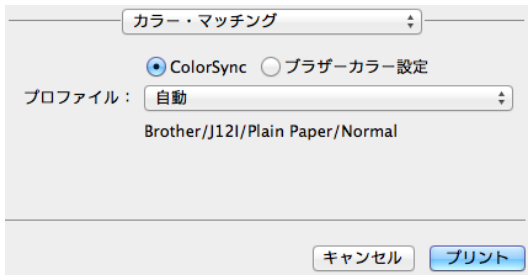 カラー・マッチング
ColorSync ブラザーカラー設定
プロファイル： 自動
Brother/J12I/Plain Paper/Normal
キャンセル プリント